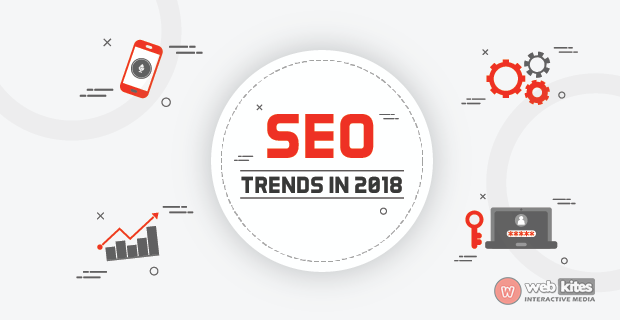 SEO
TRENDS IN 2018
*****
w
web kites
INTERACTIVE MEDIA